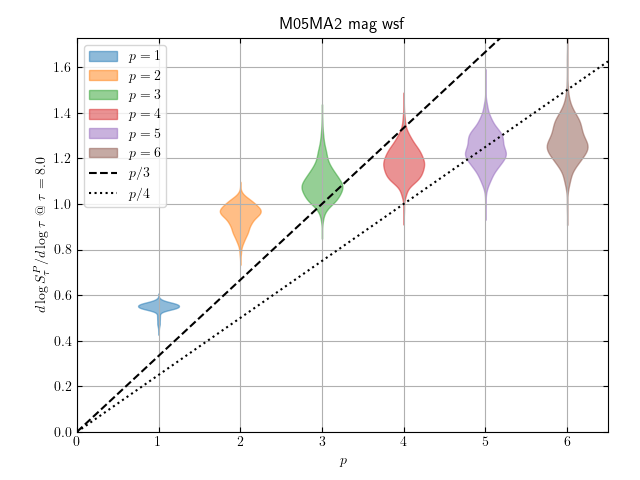 M05MA2 mag wsf
p = 1
p = 2
p = 3
p = 4
p = 5
p = 6
p/3
p/4
d log S_τ^P / d log τ @ τ = 8.0
1.6
1.4
1.2
1.0
0.8
0.6
0.4
0.2
0.0
0 1 2 3 4 5 6
p